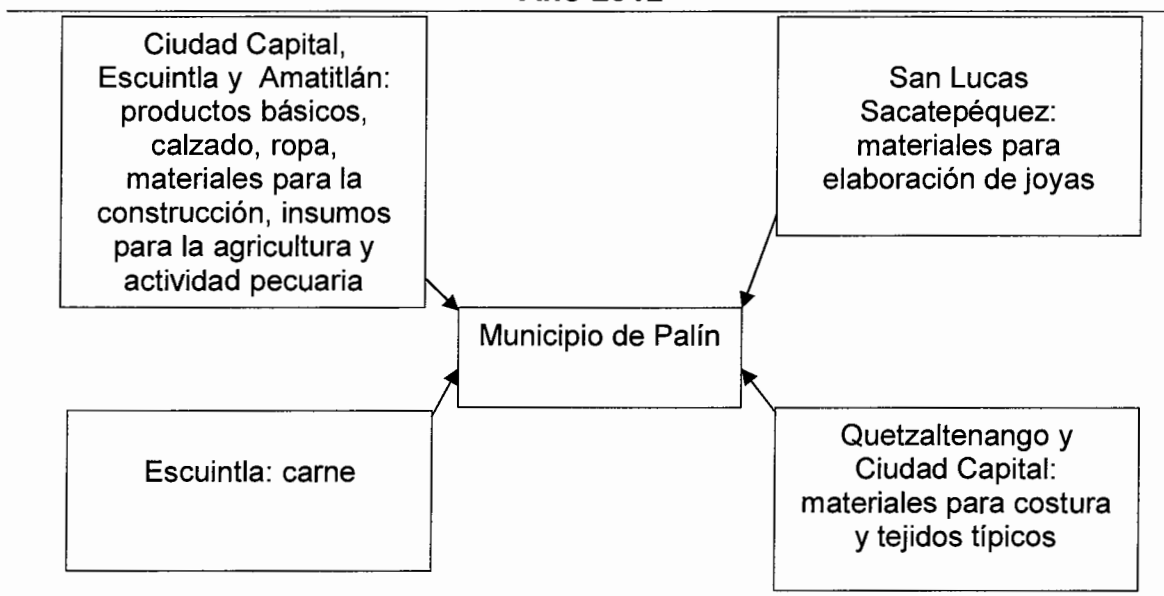 Ciudad Capital,
Escuintla y Amatitlán:
productos básicos,
calzado, ropa,
materiales para la
construcción, insumos
para la agricultura y
actividad pecuaria
San Lucas
Sacatepéquez:
materiales para
elaboración de joyas
Municipio de Palín
Escuintla: carne
Quetzaltenango y
Ciudad Capital:
materiales para costura
y tejidos típicos